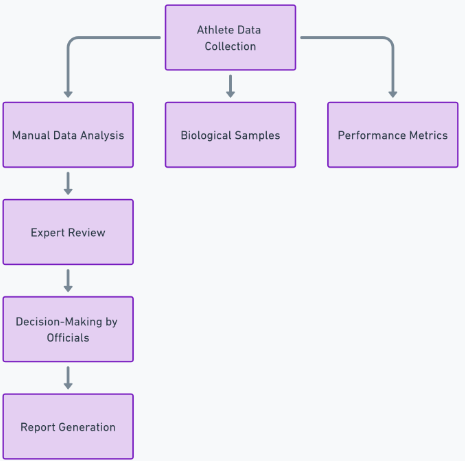 Athlete Data
Collection
Manual Data Analysis
Biological Samples
Performance Metrics
Expert Review
Decision-Making by
Officials
Report Generation